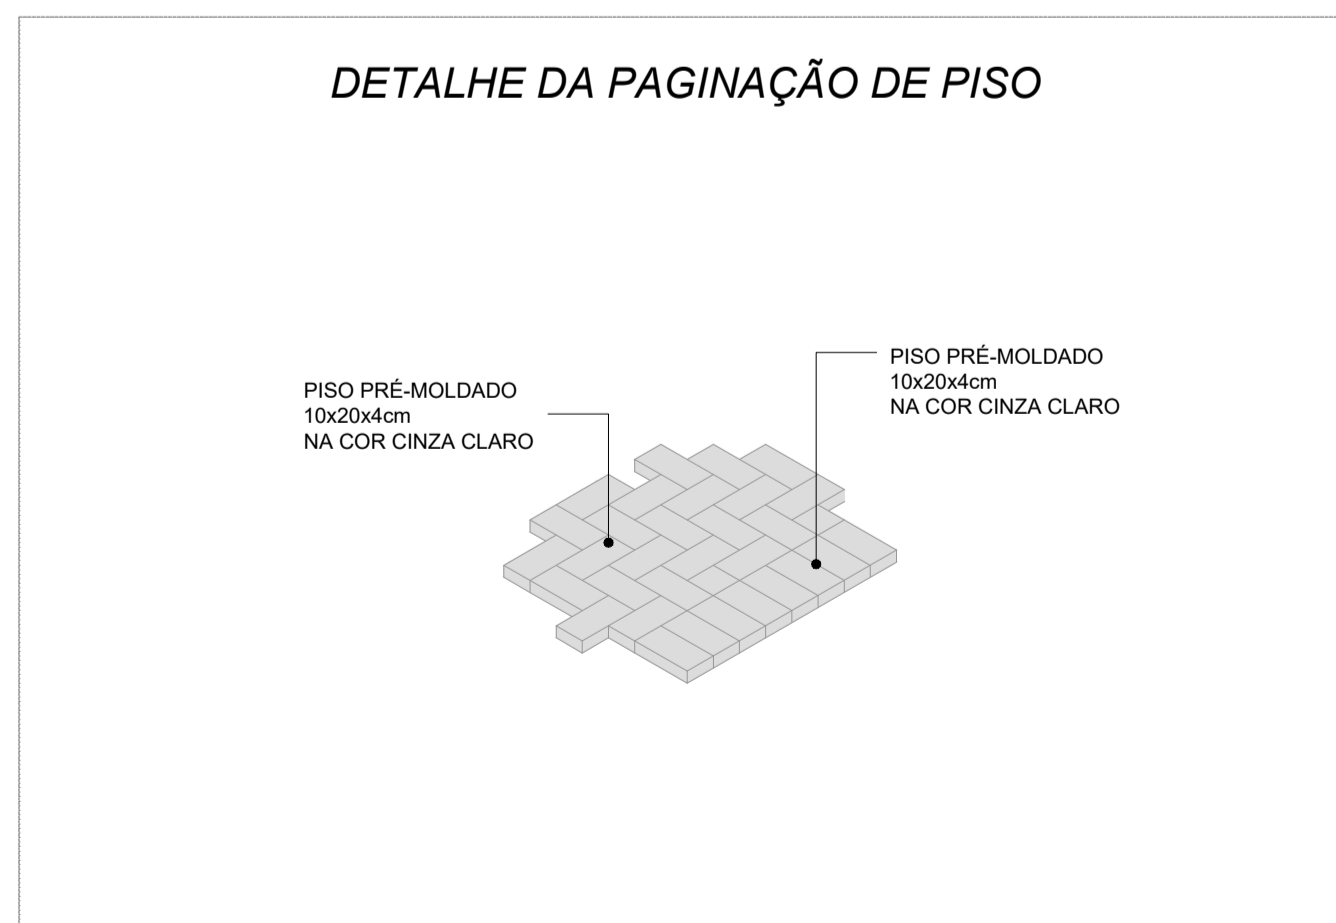 DETALHE DA PAGINAÇÃO DE PISO
PISO PRÉ-MOLDADO
10x20x4cm
NA COR CINZA CLARO
PISO PRÉ-MOLDADO
10x20x4cm
NA COR CINZA CLARO